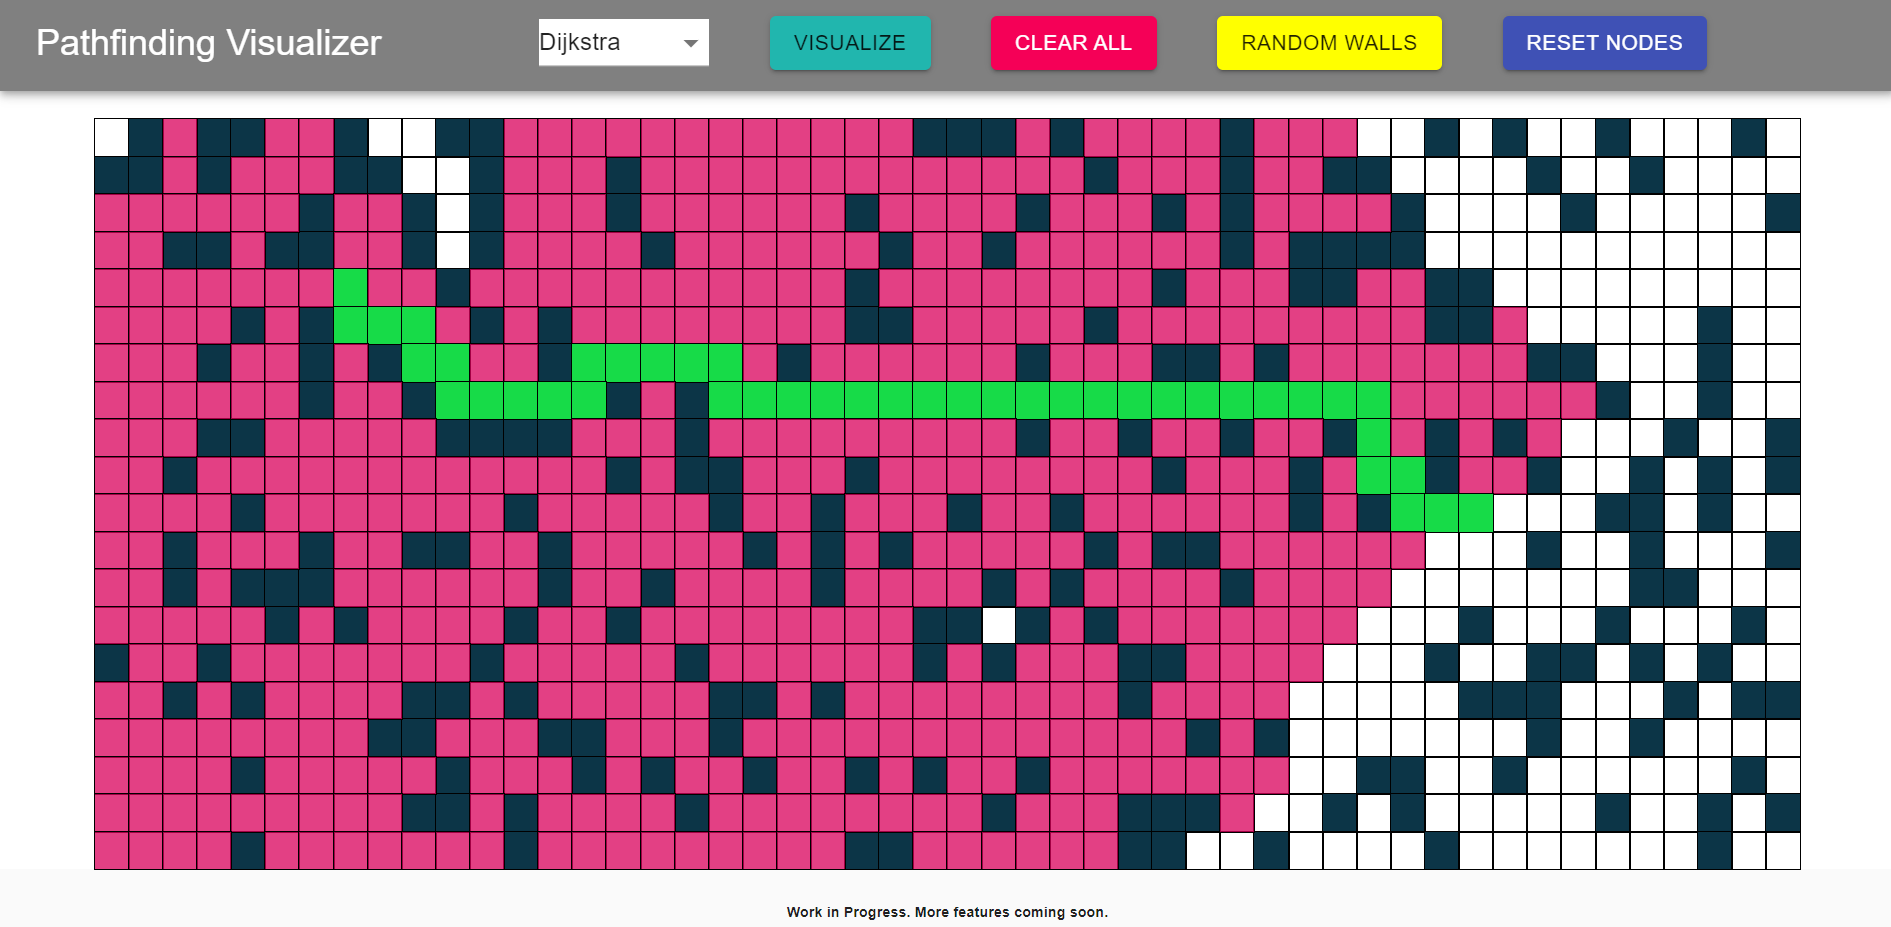 Pathfinding Visualizer
Dijkstra
VISUALIZE
CLEAR ALL
RANDOM WALLS
RESET NODES
Work in Progress. More features coming soon.